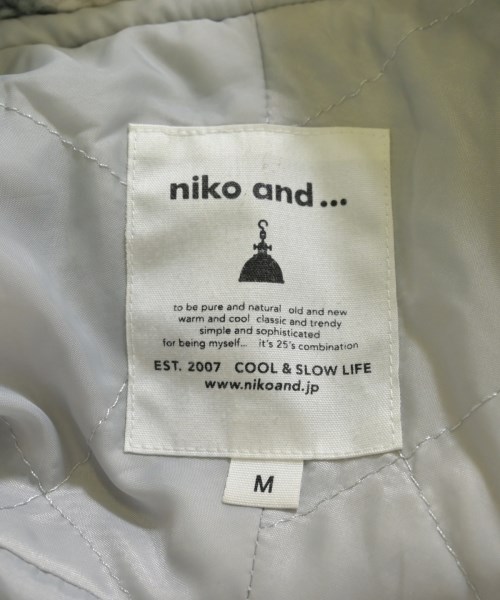 niko and...
to be pure and natural old and new
warm and cool classic and trendy
simple and sophisticated
for being myself... it's 25's combination
EST. 2007 COOL & SLOW LIFE
www.nikoand.jp
M